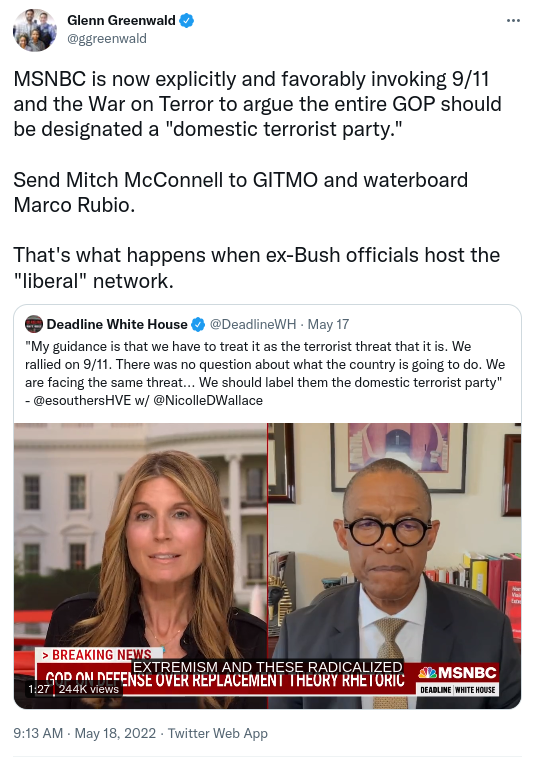 Glenn Greenwald
@ggreenwald
MSNBC is now explicitly and favorably invoking 9/11
and the War on Terror to argue the entire GOP should
be designated a "domestic terrorist party."
Send Mitch McConnell to GITMO and waterboard
Marco Rubio.
That's what happens when ex-Bush officials host the
"liberal" network.
Deadline White House @DeadlineWH · May 17
"My guidance is that we have to treat it as the terrorist threat that it is. We
rallied on 9/11. There was no question about what the country is going to do. We
are facing the same threat... We should label them the domestic terrorist party"
- @esouthersHVE w/ @NicolleDWallace
> BREAKING NEWS
EXTREMISM AND THESE RADICALIZED
GOP ON DEFENSE OVER REPLACEMENT THEORY RHETORIC
MSNBC
DEADLINE WHITE HOUSE
1:27 244K views
9:13 AM · May 18, 2022 · Twitter Web App